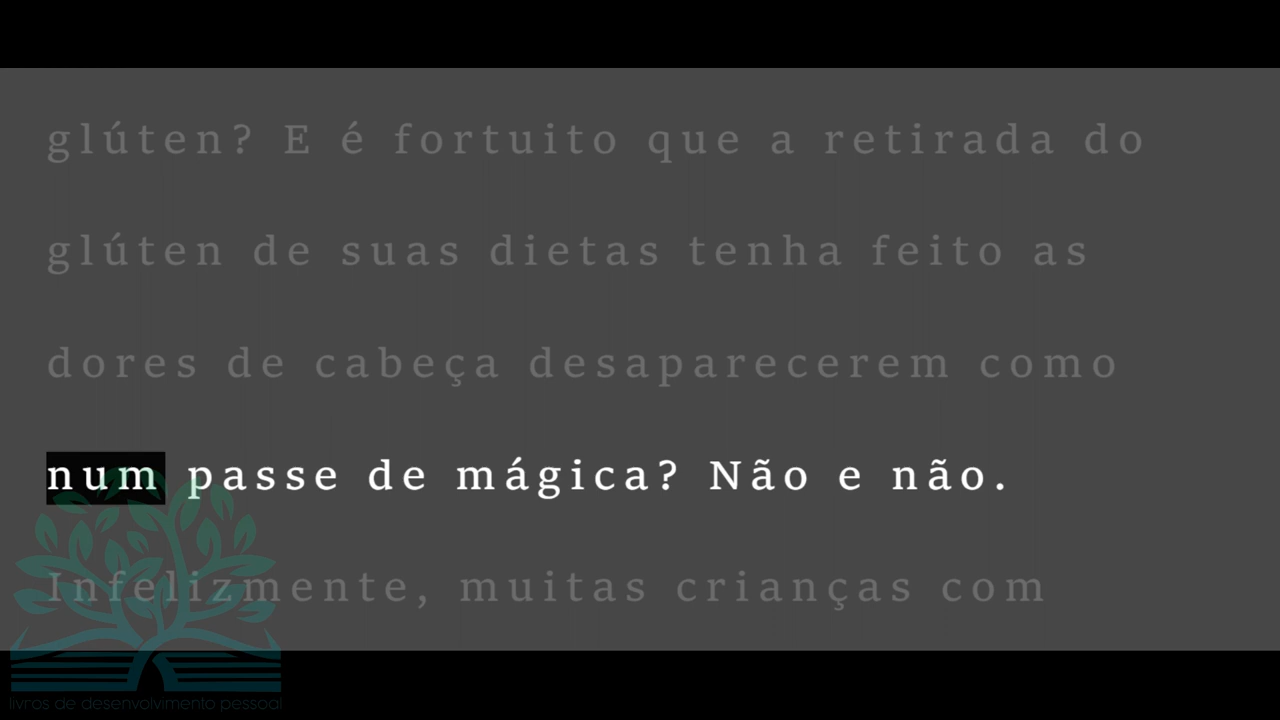 glúten? E é fortuito que a retirada do
glúten de suas dietas tenha feito as
dores de cabeça desaparecerem como
num passe de mágica? Não e não.
Infelizmente, muitas crianças com
livros de desenvolvimento pessoal